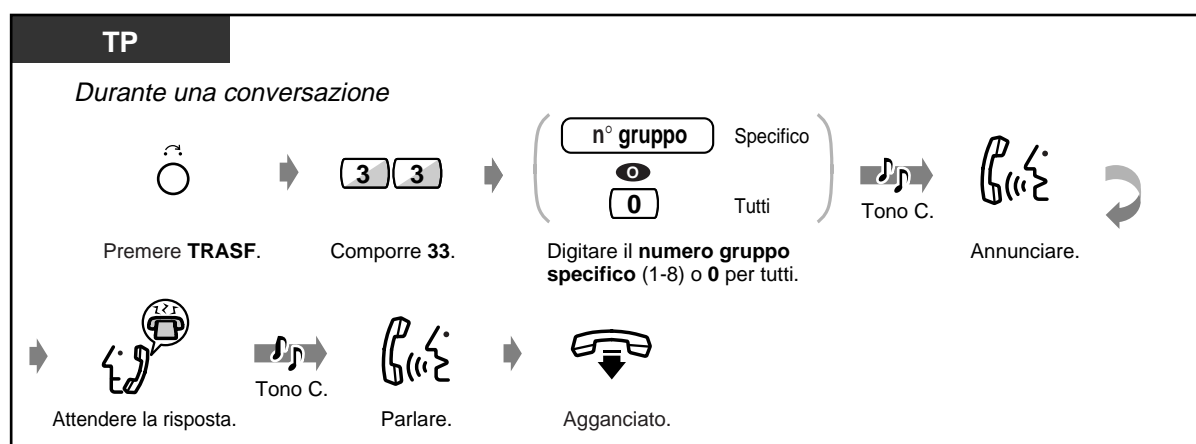 TP
Durante una conversazione
3 3
n° gruppo Specifico
o
0 Tutti
Tono C.
Premere TRASF.
Comporre 33.
Digitare il numero gruppo
specifico (1-8) o 0 per tutti.
Annunciare.
Tono C.
Attendere la risposta.
Parlare.
Agganciato.